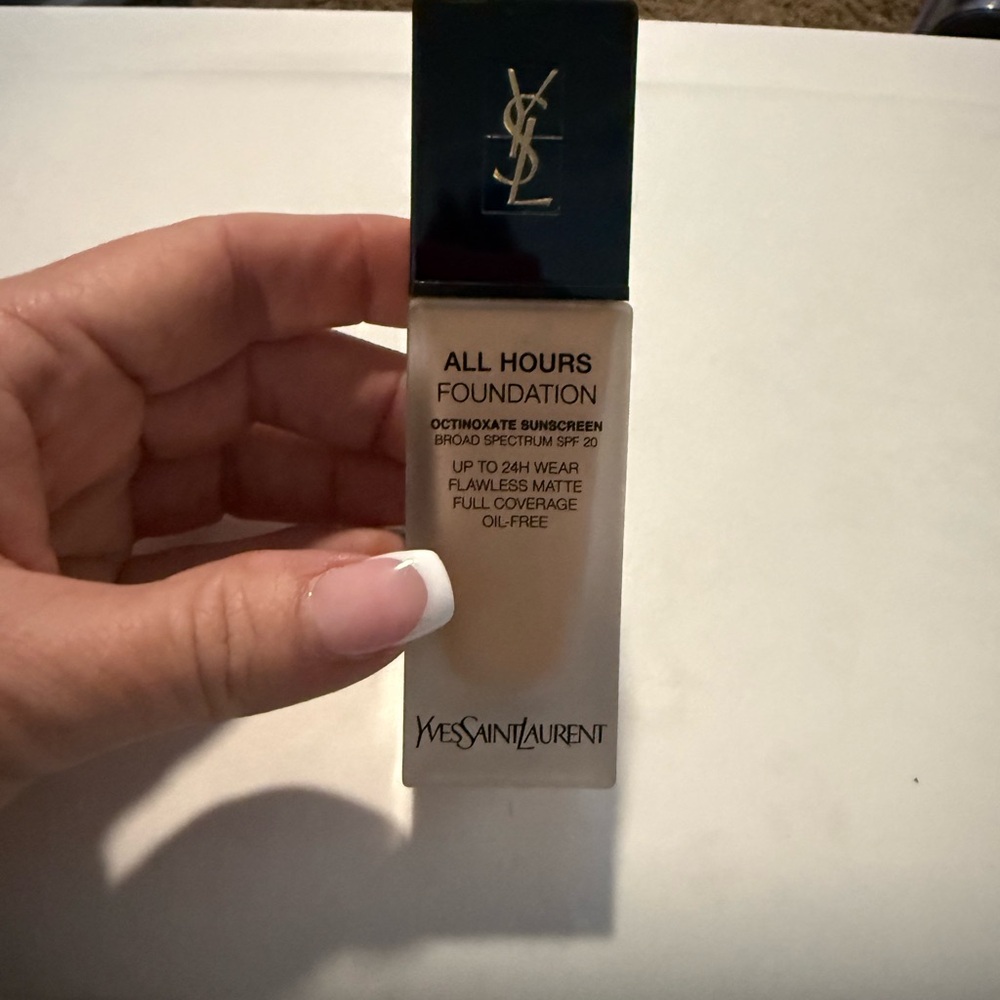 YSL
ALL HOURS
FOUNDATION
OCTINOXATE SUNSCREEN
BROAD SPECTRUM SPF 20
UP TO 24H WEAR
FLAWLESS MATTE
FULL COVERAGE
OIL-FREE
YVESSAINTLAURENT